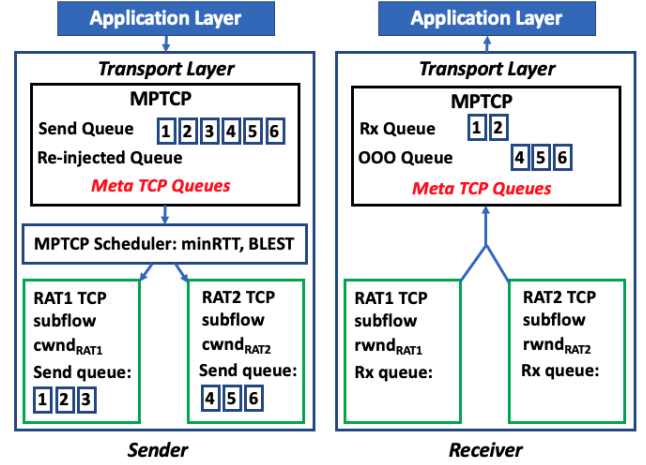 Application Layer
Transport Layer
MPTCP
Send Queue 1 2 3 4 5 6
Re-injected Queue
Meta TCP Queues
MPTCP Scheduler: minRTT, BLEST
RAT1 TCP
subflow
cwndRAT1
Send queue:
1 2 3
RAT2 TCP
subflow
cwndRAT2
Send queue:
4 5 6
Sender
Application Layer
Transport Layer
MPTCP
Rx Queue 1 2
OOO Queue 4 5 6
Meta TCP Queues
RAT1 TCP
subflow
rwndRAT1
Rx queue:
RAT2 TCP
subflow
rwndRAT2
Rx queue:
Receiver